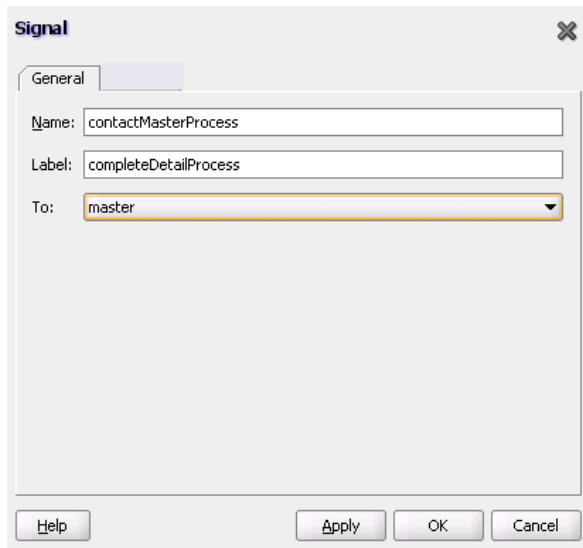 Signal
General
Name: contactMasterProcess
Label: completeDetailProcess
To: master
Help Apply OK Cancel